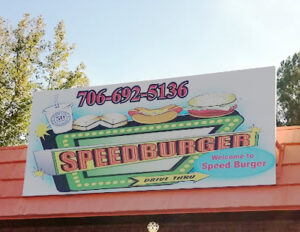 706-692-5136
SPEEDBURGER
Welcome to
Speed Burger
DRIVE THRU